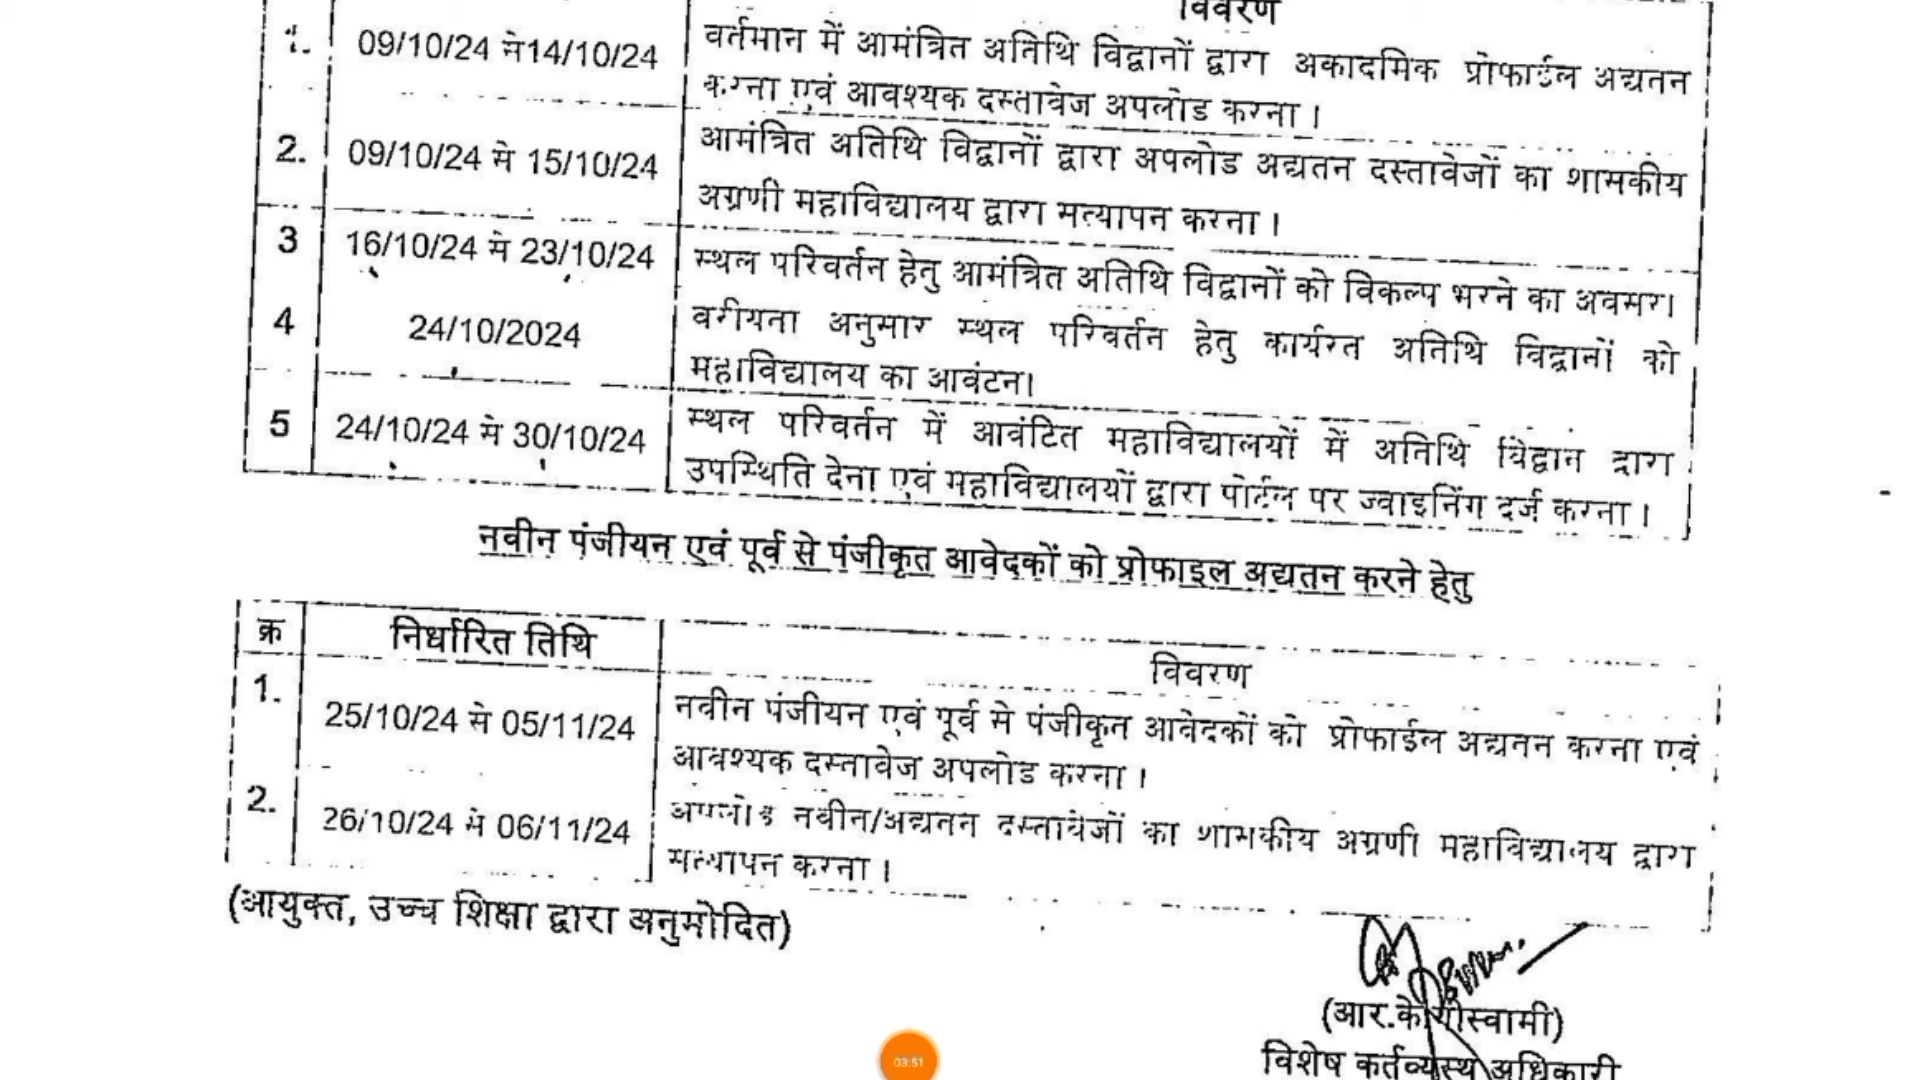 विवरण
1. 09/10/24 से14/10/24 वर्तमान में आमंत्रित अतिथि विद्वानों द्वारा अकादमिक प्रोफाईल अद्यतन
करना एवं आवश्यक दस्तावेज अपलोड करना ।
2. 09/10/24 से 15/10/24 आमंत्रित अतिथि विद्वानों द्वारा अपलोड अद्यतन दस्तावेजों का शासकीय
अग्रणी महाविद्यालय द्वारा सत्यापन करना ।
3 16/10/24 से 23/10/24 स्थल परिवर्तन हेतु आमंत्रित अतिथि विद्वानों को विकल्प भरने का अवसर।
4 24/10/2024 वरीयता अनुसार स्थल परिवर्तन हेतु कार्यरत अतिथि विद्वानों को
महाविद्यालय का आवंटन।
5 24/10/24 से 30/10/24 स्थल परिवर्तन में आवंटित महाविद्यालयों में अतिथि विद्वान द्वारा
उपस्थिति देना एवं महाविद्यालयों द्वारा पोर्टल पर ज्वाइनिंग दर्ज करना ।
नवीन पंजीयन एवं पूर्व से पंजीकृत आवेदकों को प्रोफाइल अद्यतन करने हेतु
क्र निर्धारित तिथि विवरण
1. 25/10/24 से 05/11/24 नवीन पंजीयन एवं पूर्व से पंजीकृत आवेदकों को प्रोफाईल अद्यतन करना एवं
आवश्यक दस्तावेज अपलोड करना ।
2. 26/10/24 से 06/11/24 अपलोड नवीन/अद्यतन दस्तावेजों का शासकीय अग्रणी महाविद्यालय द्वारा
सत्यापन करना ।
(आयुक्त, उच्च शिक्षा द्वारा अनुमोदित)
(आर.के.गोस्वामी)
विशेष कर्तव्यस्थ अधिकारी
03:51